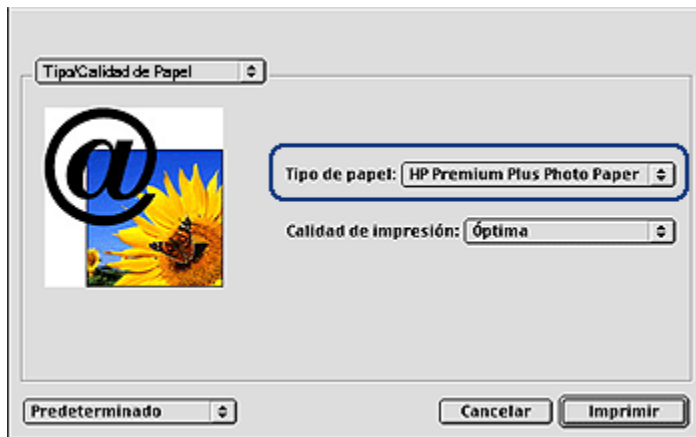 Tipo/Calidad de Papel
@
Tipo de papel: HP Premium Plus Photo Paper
Calidad de impresión: Óptima
Predeterminado
Cancelar
Imprimir